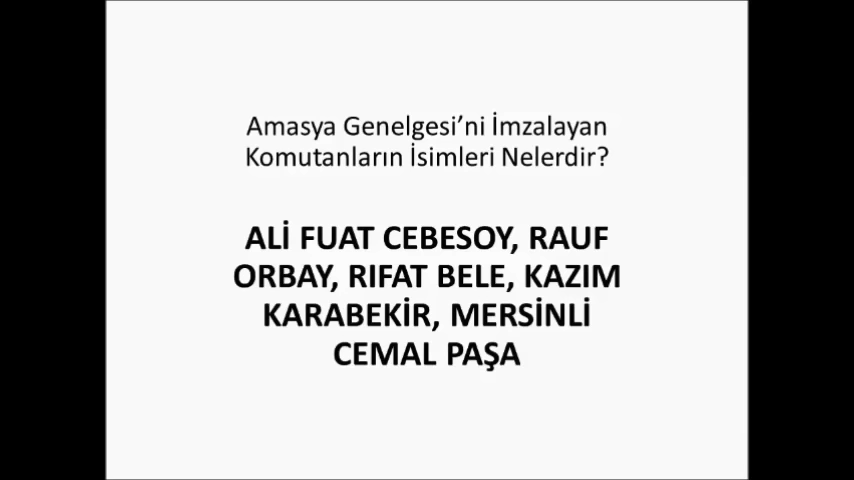 Amasya Genelgesi’ni İmzalayan
Komutanların İsimleri Nelerdir?
ALİ FUAT CEBESOY, RAUF
ORBAY, RIFAT BELE, KAZIM
KARABEKİR, MERSİNLİ
CEMAL PAŞA